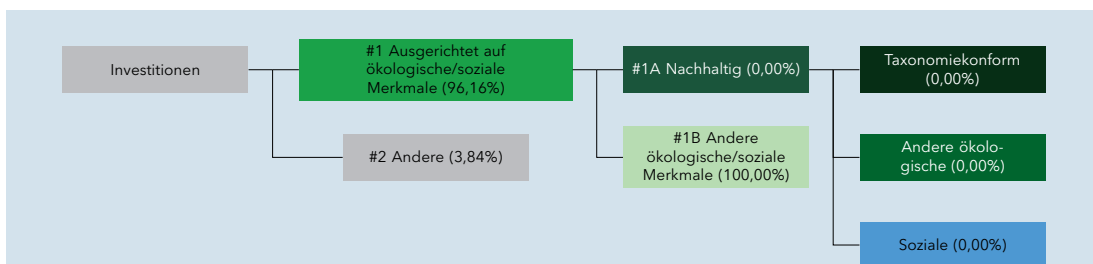 Investitionen
#1 Ausgerichtet auf
ökologische/soziale
Merkmale (96,16%)
#2 Andere (3,84%)
#1A Nachhaltig (0,00%)
#1B Andere
ökologische/soziale
Merkmale (100,00%)
Taxonomiekonform
(0,00%)
Andere ökolo-
gische (0,00%)
Soziale (0,00%)